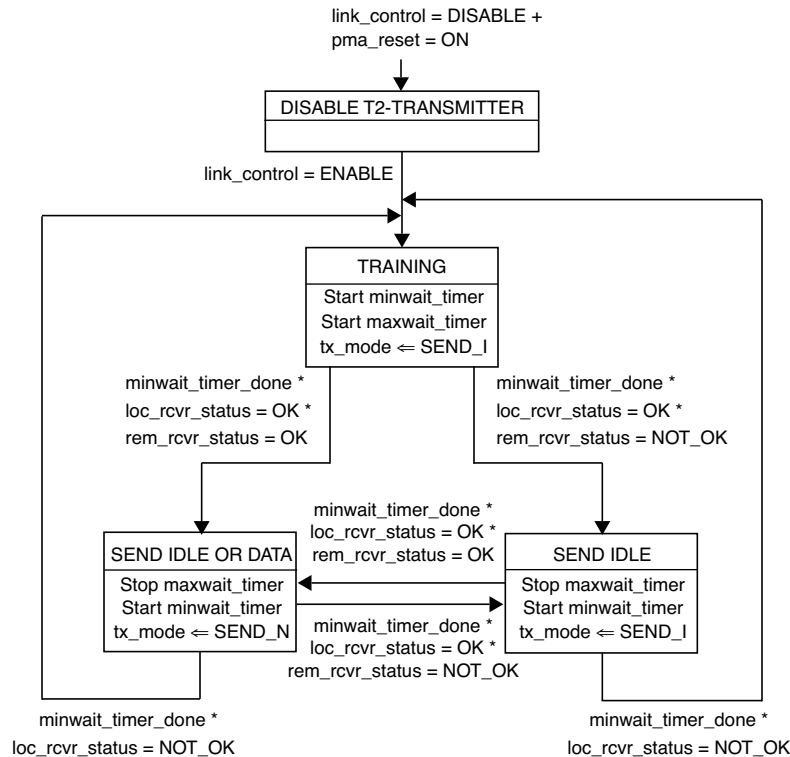 link_control = DISABLE +
pma_reset = ON
DISABLE T2-TRANSMITTER
link_control = ENABLE
TRAINING
Start minwait_timer
Start maxwait_timer
tx_mode ⇐ SEND_I
minwait_timer_done *
loc_rcvr_status = OK *
rem_rcvr_status = OK
minwait_timer_done *
loc_rcvr_status = OK *
rem_rcvr_status = NOT_OK
minwait_timer_done *
loc_rcvr_status = OK *
rem_rcvr_status = OK
SEND IDLE OR DATA
Stop maxwait_timer
Start minwait_timer
tx_mode ⇐ SEND_N
SEND IDLE
Stop maxwait_timer
Start minwait_timer
tx_mode ⇐ SEND_I
minwait_timer_done *
loc_rcvr_status = OK *
rem_rcvr_status = NOT_OK
minwait_timer_done *
loc_rcvr_status = NOT_OK
minwait_timer_done *
loc_rcvr_status = NOT_OK